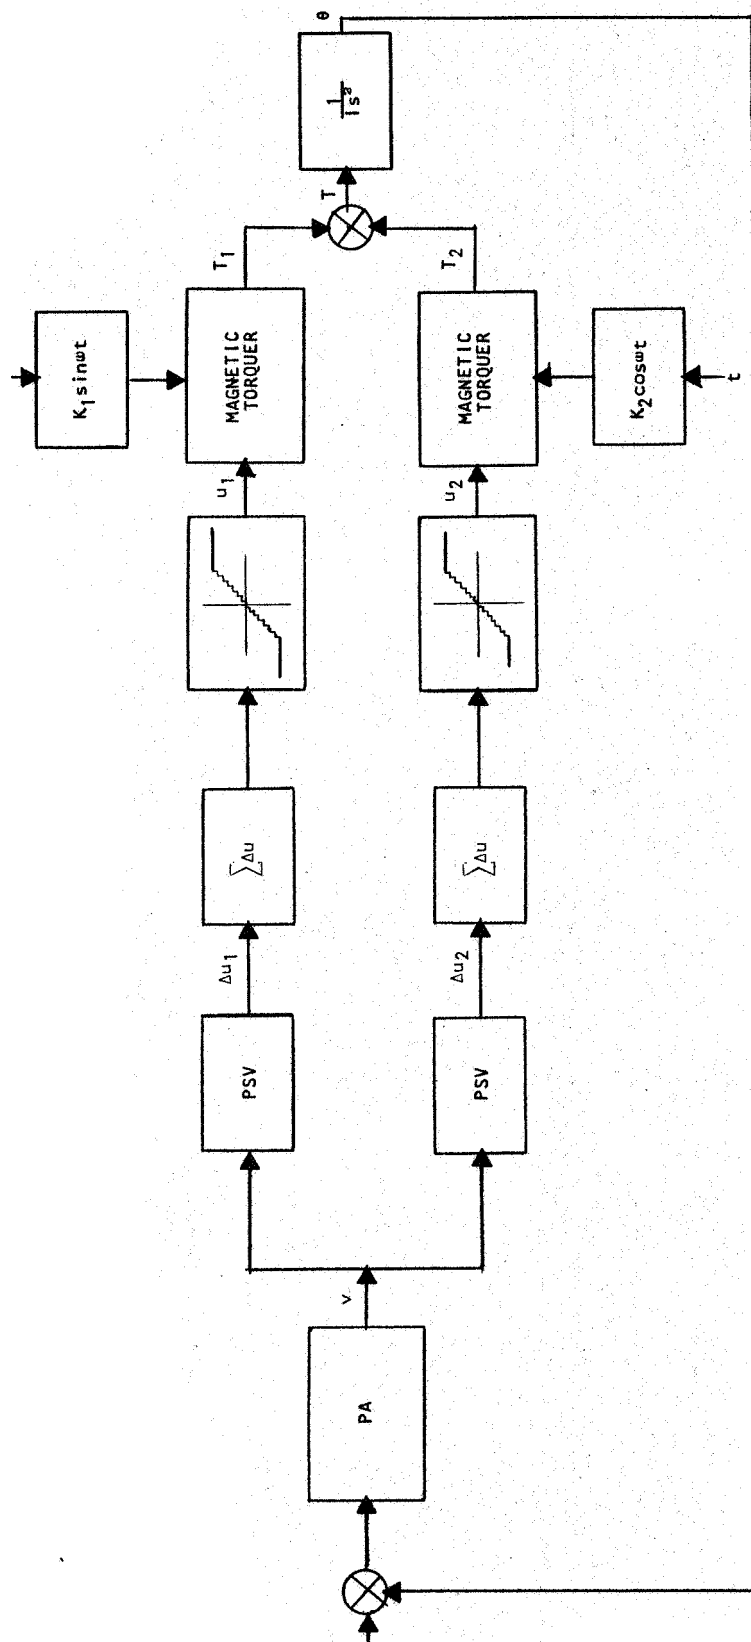 θ
1
Is²
T
T₁
T₂
K₁sinωt
MAGNETIC
TORQUER
MAGNETIC
TORQUER
K₂cosωt
t
u₁
u₂
∑Δu
∑Δu
Δu₁
Δu₂
PSV
PSV
v
PA